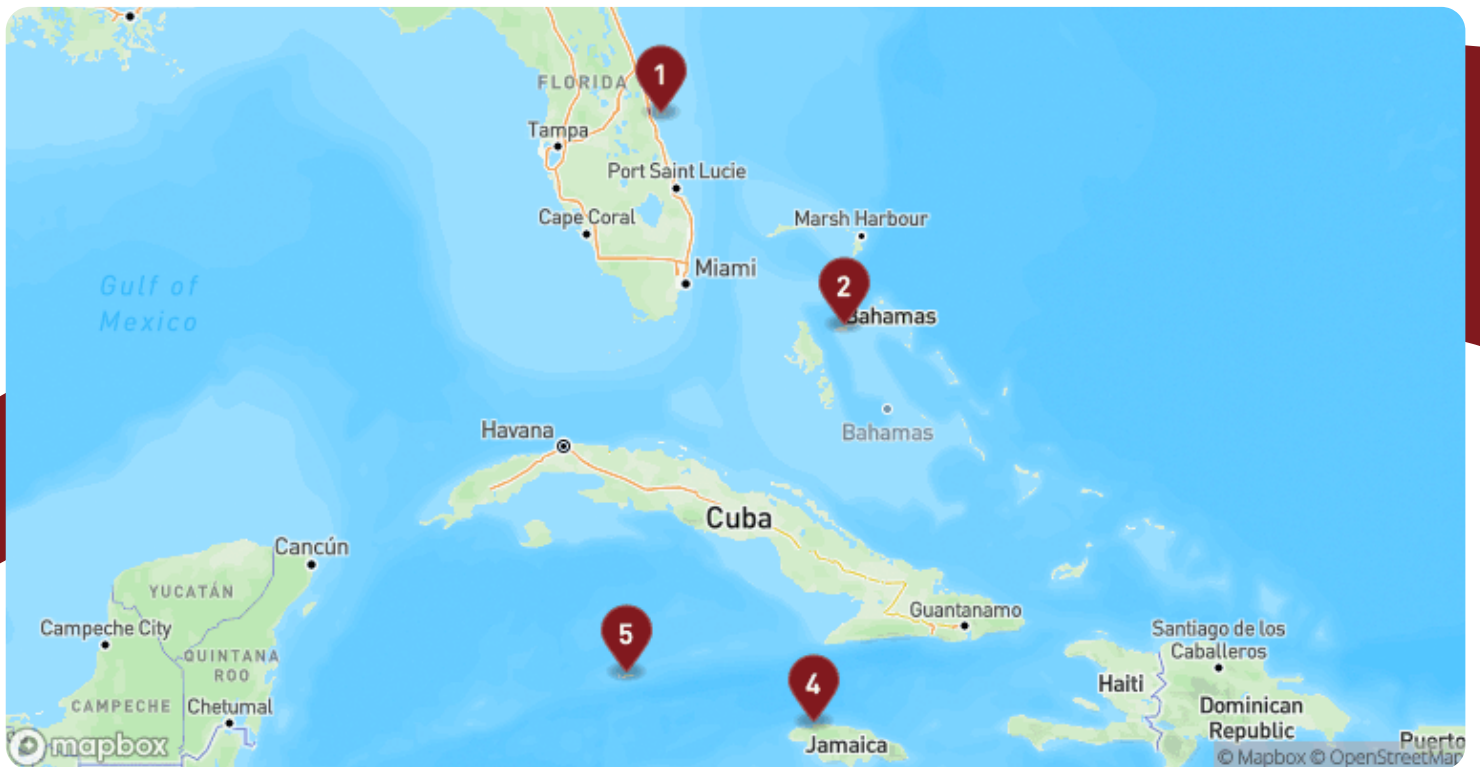 1
FLORIDA
Tampa
Port Saint Lucie
Cape Coral
Marsh Harbour
Miami
2
Bahamas
Gulf of
Mexico
Havana
Bahamas
Cuba
Cancún
YUCATÁN
Campeche City
QUINTANA
ROO
CAMPECHE
Chetumal
5
4
Guantanamo
Santiago de los
Caballeros
Haiti
Dominican
Republic
Jamaica
Puerto
mapbox
© Mapbox © OpenStreetMap